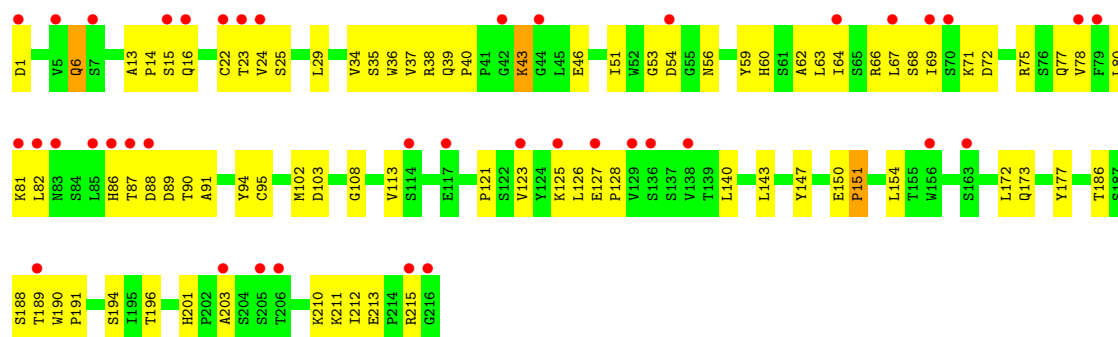 D1 V5 Q6 S7 A13 P14 S15 Q16 C22 T23 V24 S25 L29 V34 S35 W36 V37 R38 Q39 P40 P41 G42 K43 G44 L45 E46 I51 W52 G53 D54 G55 N56 Y59 H60 S61 A62 L63 I64 S65 R66 L67 S68 I69 S70 K71 D72 R75 S76 Q77 V78 F79 L80
K81 L82 N83 S84 L85 H86 T87 D88 D89 T90 A91 Y94 C95 M102 D103 G108 V113 S114 E117 P121 S122 V123 Y124 K125 L126 E127 P128 V129 S136 S137 V138 T139 L140 L143 Y147 E150 P151 L154 T155 W156 S163 L172 Q173 Y177 T186 S187
S188 T189 W190 P191 S194 I195 T196 H201 P202 A203 S204 S205 T206 K210 K211 I212 E213 P214 R215 G216